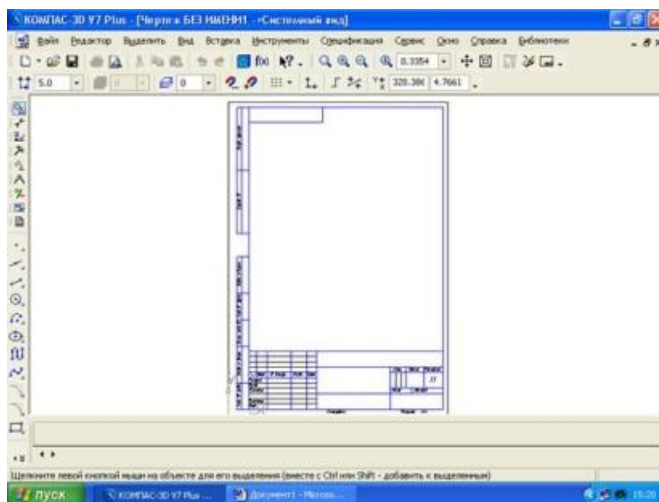 КОМПАС-3D V7 Plus - [Чертеж БЕЗ ИМЕНИ1 ->Системный вид]
Файл Редактор Выделить Вид Вставка Инструменты Спецификация Сервис Окно Справка Библиотеки
f(x) 0.3354
5.0 0 328.386 4.7661
Щелкните левой кнопкой мыши на объекте для его выделения (вместе с Ctrl или Shift - добавить к выделенным)
пуск КОМПАС-3D V7 Plus ... Документ1 - Micros... 15:20